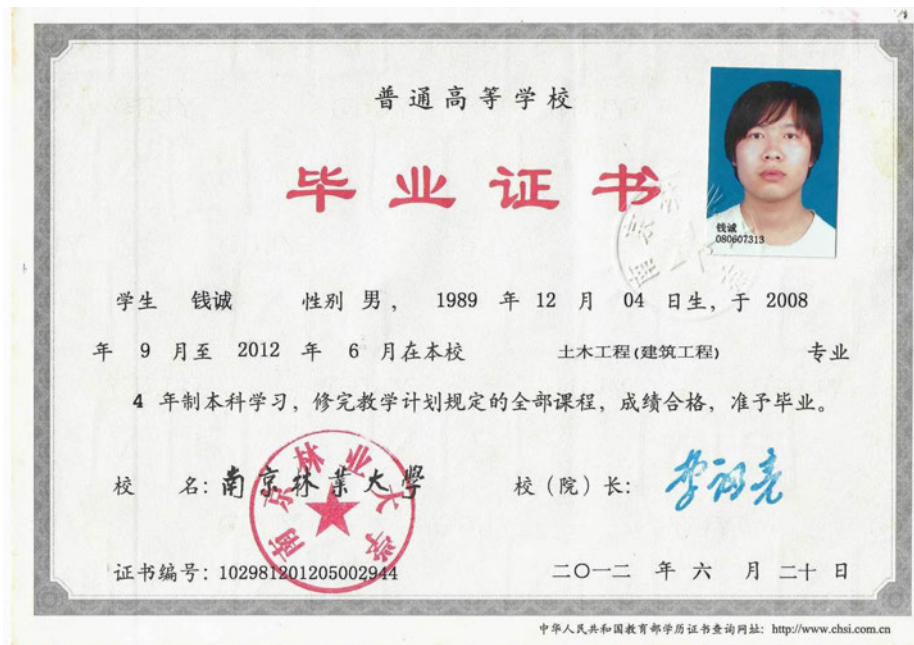 普通高等学校
毕业证书
钱诚
080607313
学生 钱诚 性别 男， 1989 年 12 月 04 日生，于 2008
年 9 月至 2012 年 6 月在本校 土木工程(建筑工程) 专业
4 年制本科学习，修完教学计划规定的全部课程，成绩合格，准予毕业。
校 名：南京林業大學 校（院）长：
南京林业大学
证书编号：102981201205002944 二〇一二 年 六 月 二十 日
中华人民共和国教育部学历证书查询网址：http://www.chsi.com.cn